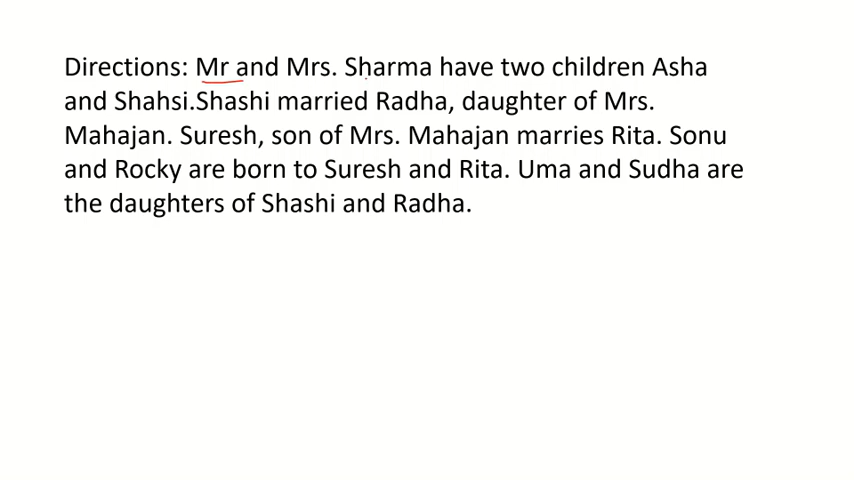 Directions: Mr and Mrs. Sharma have two children Asha
and Shahsi.Shashi married Radha, daughter of Mrs.
Mahajan. Suresh, son of Mrs. Mahajan marries Rita. Sonu
and Rocky are born to Suresh and Rita. Uma and Sudha are
the daughters of Shashi and Radha.